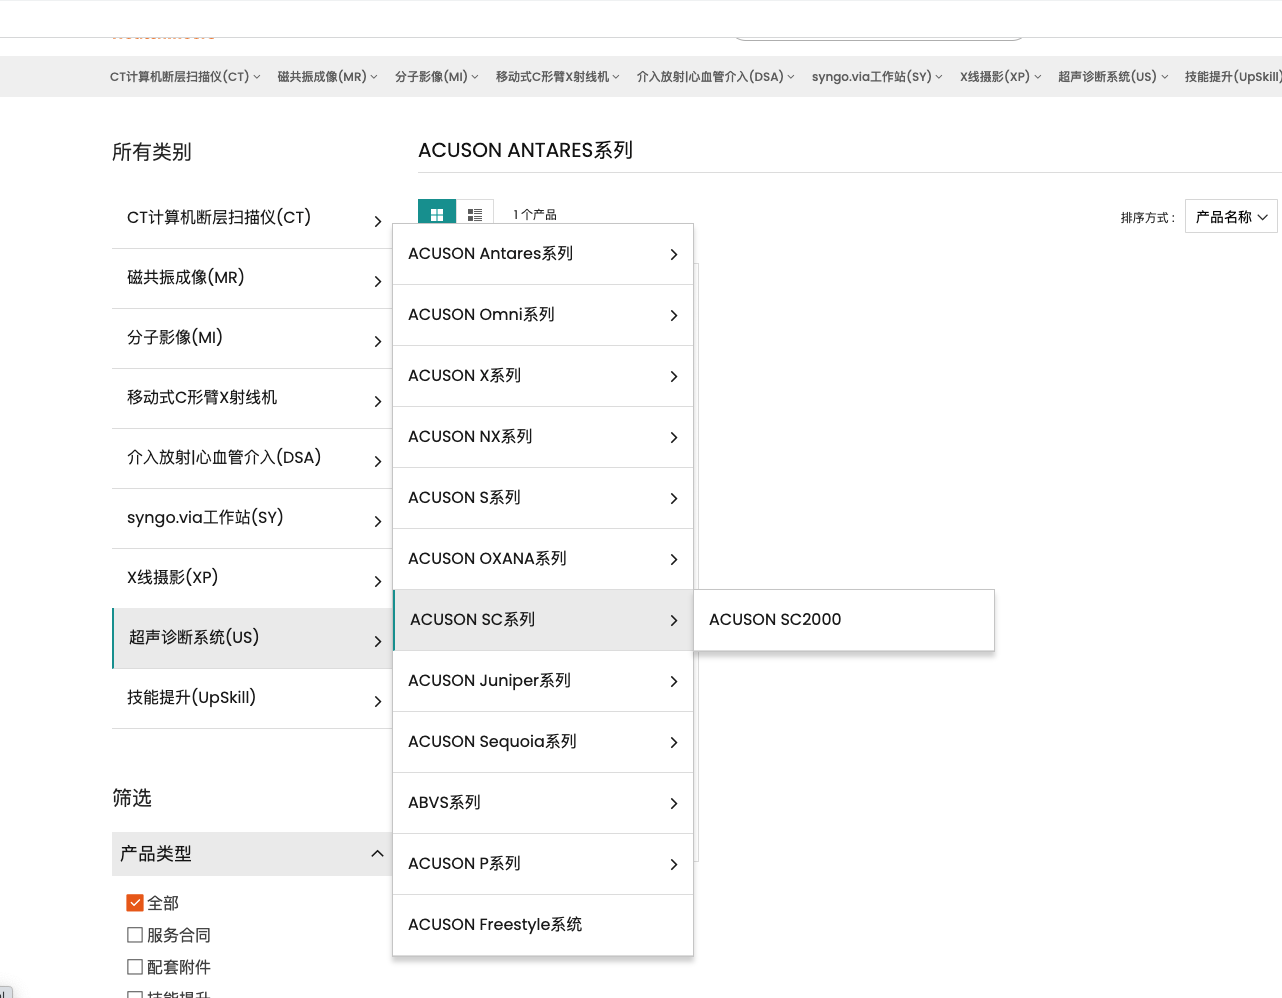 CT计算机断层扫描仪(CT) 磁共振成像(MR) 分子影像(MI) 移动式C形臂X射线机 介入放射|心血管介入(DSA) syngo.via工作站(SY) X线摄影(XP) 超声诊断系统(US) 技能提升(UpSkill)
所有类别
ACUSON ANTARES系列
1 个产品
排序方式 :
产品名称
CT计算机断层扫描仪(CT)
磁共振成像(MR)
分子影像(MI)
移动式C形臂X射线机
介入放射|心血管介入(DSA)
syngo.via工作站(SY)
X线摄影(XP)
超声诊断系统(US)
技能提升(UpSkill)
ACUSON Antares系列
ACUSON Omni系列
ACUSON X系列
ACUSON NX系列
ACUSON S系列
ACUSON OXANA系列
ACUSON SC系列
ACUSON SC2000
ACUSON Juniper系列
ACUSON Sequoia系列
ABVS系列
ACUSON P系列
ACUSON Freestyle系统
筛选
产品类型
全部
服务合同
配套附件
技能提升